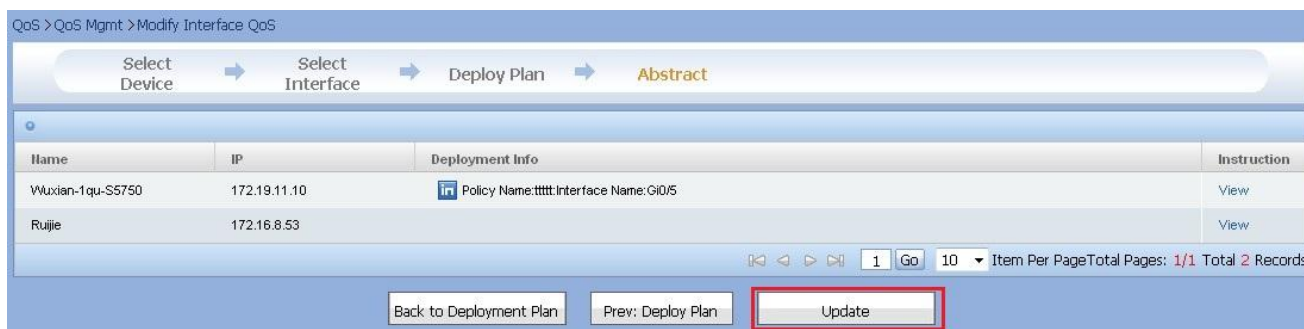 QoS >QoS Mgmt >Modify Interface QoS
Select Device
Select Interface
Deploy Plan
Abstract
Name IP Deployment Info Instruction
Wuxian-1qu-S5750 172.19.11.10 in Policy Name:tttttt:Interface Name:Gi0/5 View
Ruijie 172.16.8.53 View
1 Go 10 Item Per PageTotal Pages: 1/1 Total 2 Records
Back to Deployment Plan Prev: Deploy Plan Update